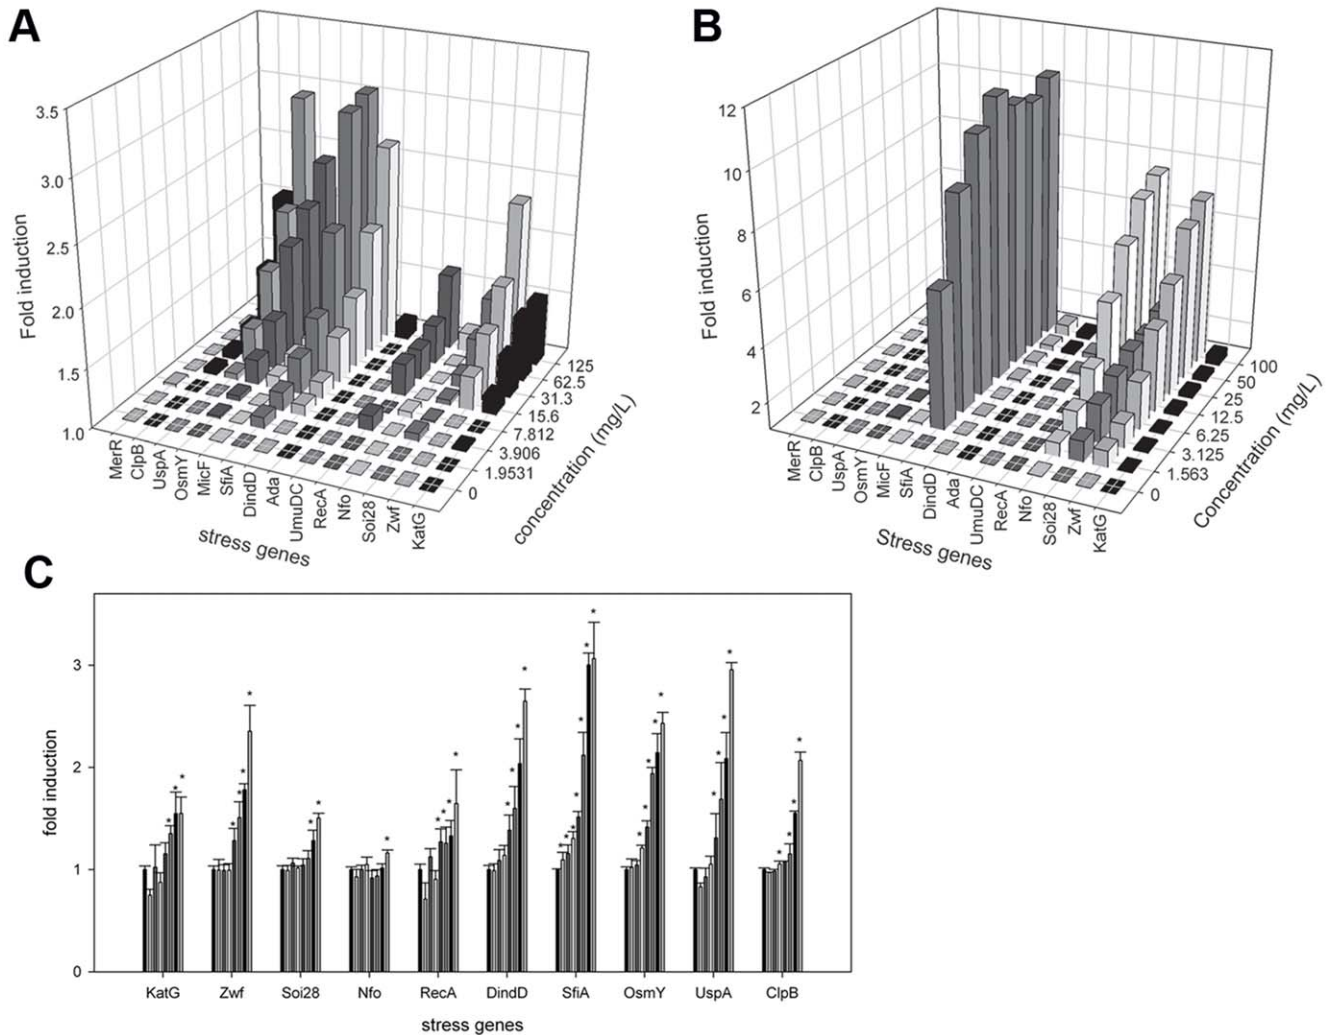 A
3.5
3.0
2.5
2.0
1.5
1.0
Fold induction
MerR
ClpB
UspA
OsmY
MicF
SfiA
DindD
Ada
UmuDC
RecA
Nfo
Soi28
Zwf
KatG
stress genes
125
62.5
31.3
15.6
7.812
3.906
1.9531
0
concentration (mg/L)
B
12
10
8
6
4
2
Fold induction
MerR
ClpB
UspA
OsmY
MicF
SfiA
DindD
Ada
UmuDC
RecA
Nfo
Soi28
Zwf
KatG
Stress genes
100
50
25
12.5
6.25
3.125
1.563
0
Concentration (mg/L)
C
3
2
1
0
fold induction
KatG Zwf Soi28 Nfo RecA DindD SfiA OsmY UspA ClpB
stress genes